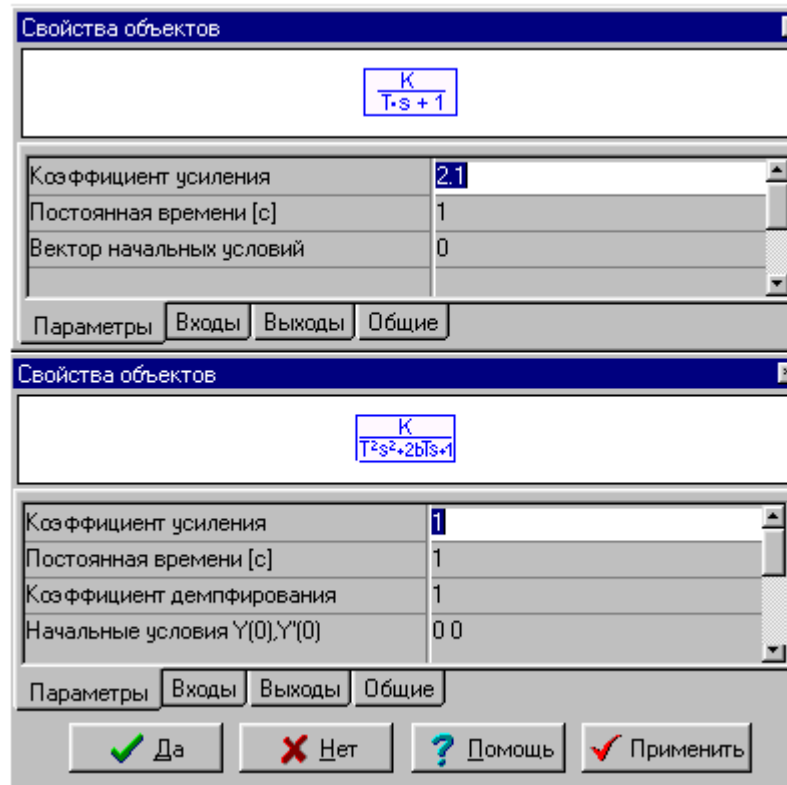 Свойства объектов
K
T·s + 1
Коэффициент усиления 2.1
Постоянная времени [с] 1
Вектор начальных условий 0
Параметры Входы Выходы Общие
Свойства объектов
K
T²s²+2bTs+1
Коэффициент усиления 1
Постоянная времени [с] 1
Коэффициент демпфирования 1
Начальные условия Y(0),Y'(0) 0 0
Параметры Входы Выходы Общие
Да Нет Помощь Применить